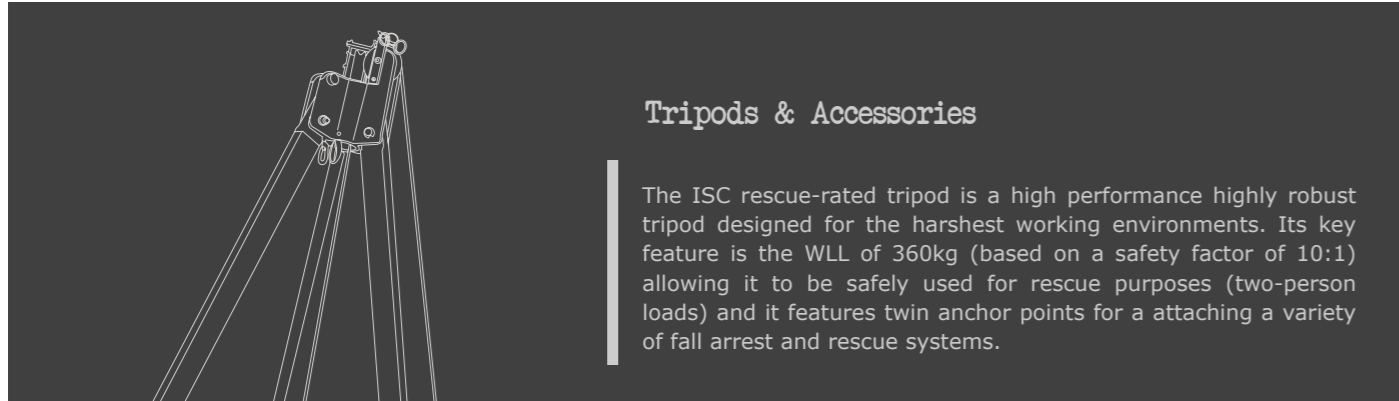 Tripods & Accessories
The ISC rescue-rated tripod is a high performance highly robust
tripod designed for the harshest working environments. Its key
feature is the WLL of 360kg (based on a safety factor of 10:1)
allowing it to be safely used for rescue purposes (two-person
loads) and it features twin anchor points for a attaching a variety
of fall arrest and rescue systems.